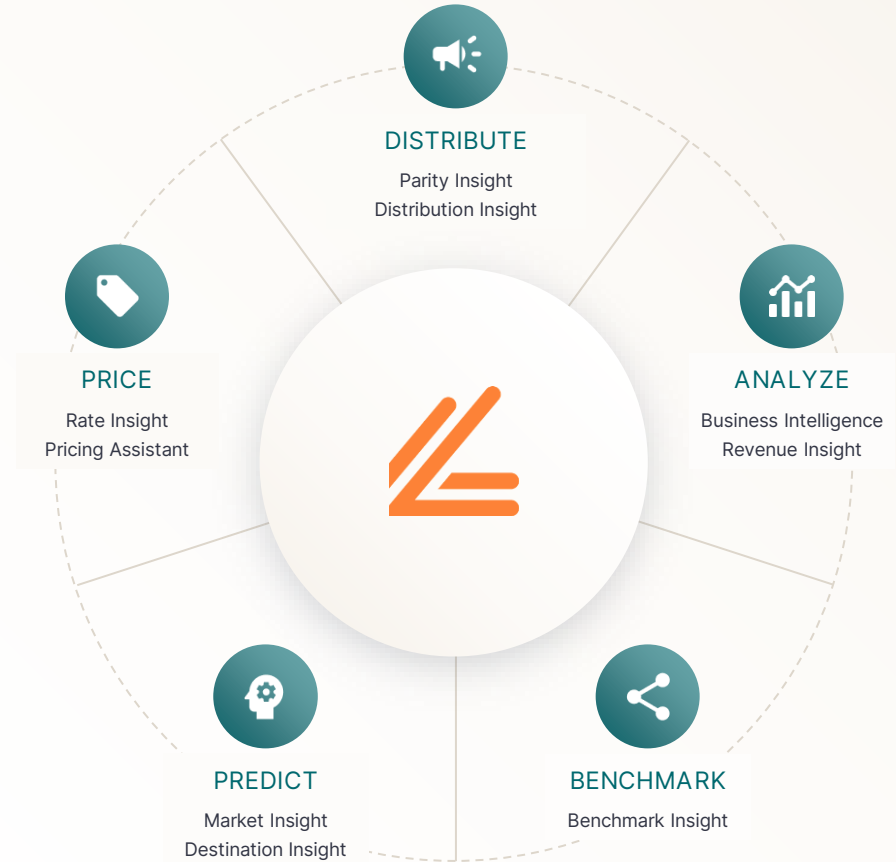 DISTRIBUTE
Parity Insight
Distribution Insight
PRICE
Rate Insight
Pricing Assistant
ANALYZE
Business Intelligence
Revenue Insight
PREDICT
Market Insight
Destination Insight
BENCHMARK
Benchmark Insight